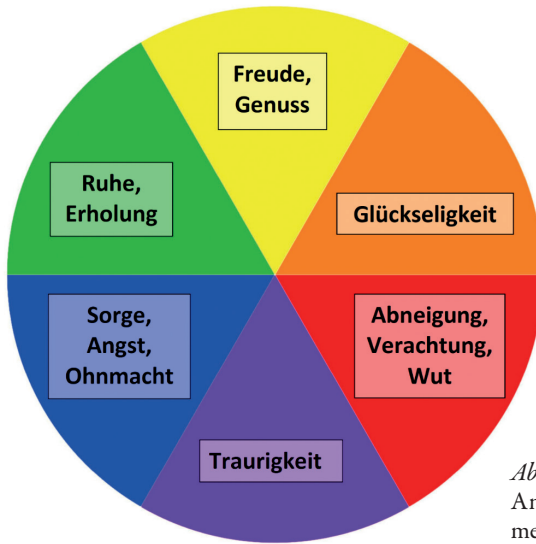 Freude,
Genuss
Glückseligkeit
Abneigung,
Verachtung,
Wut
Traurigkeit
Sorge,
Angst,
Ohnmacht
Ruhe,
Erholung